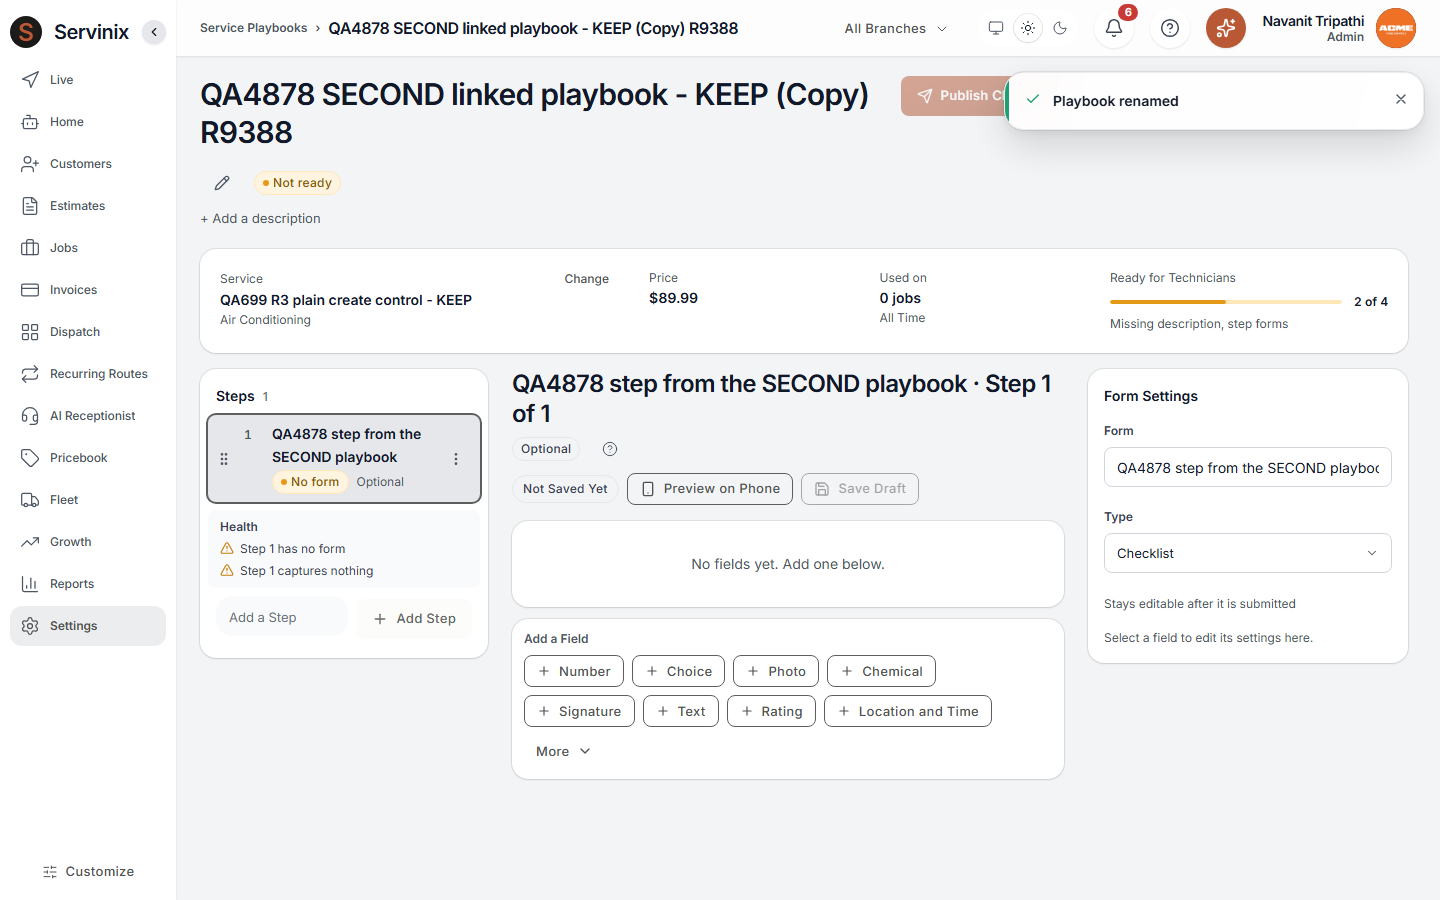 Servinix
Service Playbooks › QA4878 SECOND linked playbook - KEEP (Copy) R9388
All Branches
6
Navanit Tripathi
Admin
ACME
Live
Home
Customers
Estimates
Jobs
Invoices
Dispatch
Recurring Routes
AI Receptionist
Pricebook
Fleet
Growth
Reports
Settings
Customize
QA4878 SECOND linked playbook - KEEP (Copy)
R9388
Publish
Playbook renamed
Not ready
+ Add a description
Service
Change
QA699 R3 plain create control - KEEP
Air Conditioning
Price
$89.99
Used on
0 jobs
All Time
Ready for Technicians
2 of 4
Missing description, step forms
Steps 1
1
QA4878 step from the
SECOND playbook
No form
Optional
Health
Step 1 has no form
Step 1 captures nothing
Add a Step
Add Step
QA4878 step from the SECOND playbook · Step 1
of 1
Optional
Not Saved Yet
Preview on Phone
Save Draft
No fields yet. Add one below.
Add a Field
Number
Choice
Photo
Chemical
Signature
Text
Rating
Location and Time
More
Form Settings
Form
QA4878 step from the SECOND playboo
Type
Checklist
Stays editable after it is submitted
Select a field to edit its settings here.